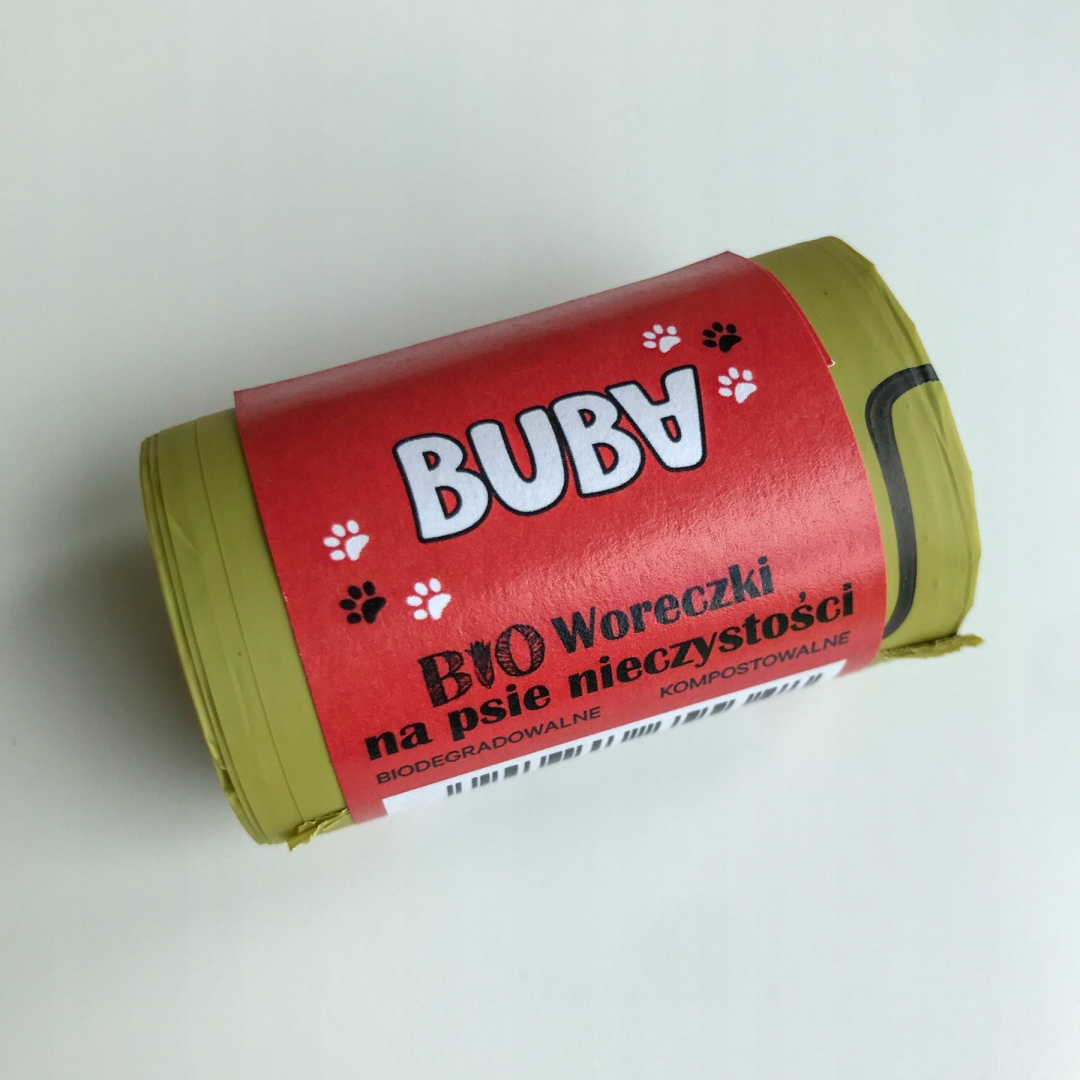 BUBA
BIO Woreczki
na psie nieczystości
BIODEGRADOWALNE KOMPOSTOWALNE